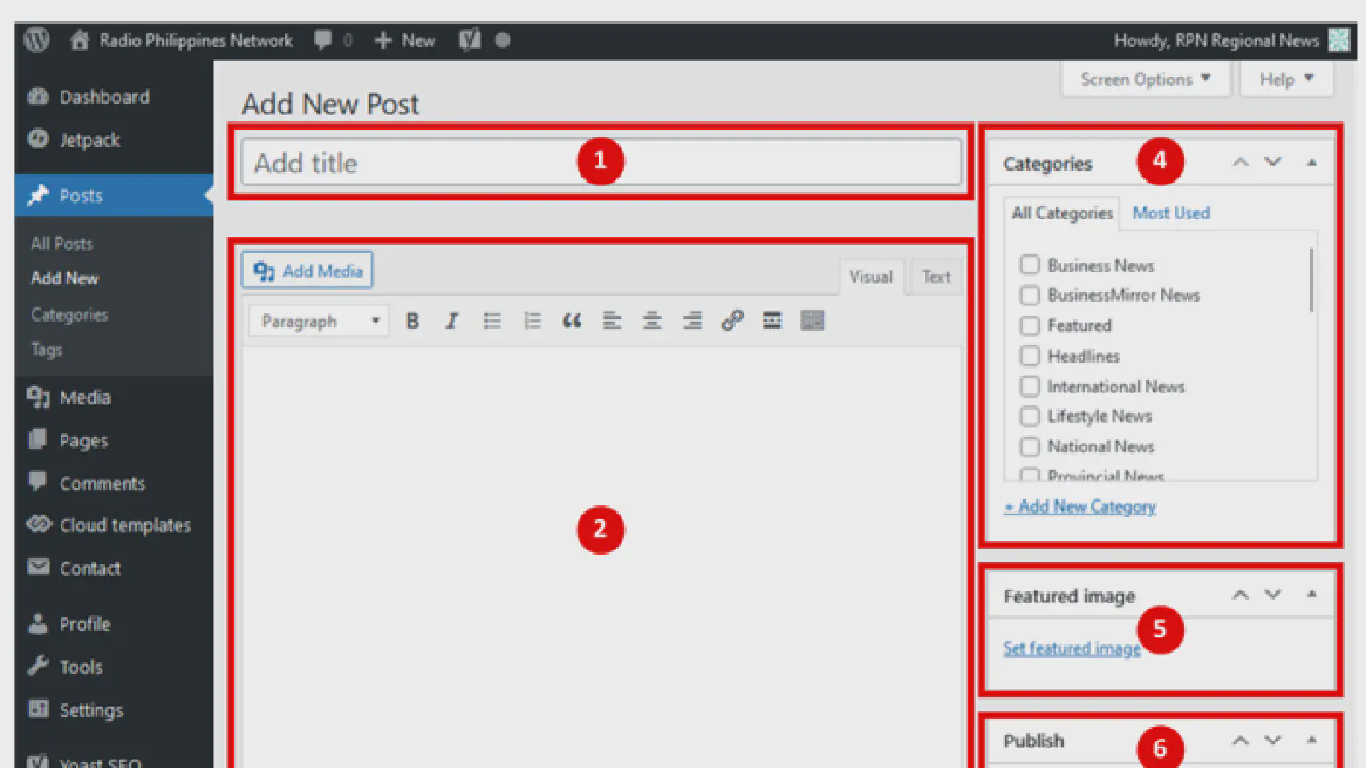 Radio Philippines Network 0 + New Howdy, RPN Regional News
Screen Options Help
Dashboard
Jetpack
Posts
All Posts
Add New
Categories
Tags
Media
Pages
Comments
Cloud templates
Contact
Profile
Tools
Settings
Yoast SEO
Add New Post
Add title 1
Add Media
Visual Text
Paragraph B I
2
Categories 4
All Categories Most Used
Business News
BusinessMirror News
Featured
Headlines
International News
Lifestyle News
National News
Provincial News
+ Add New Category
Featured image
5
Set featured image
Publish 6